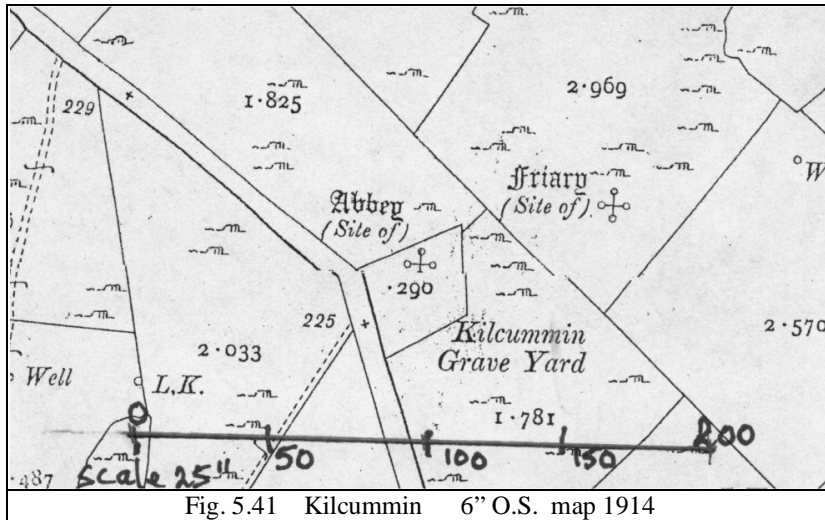 229
1·825
2·969
W
Abbey
(Site of)
Friary
(Site of)
·290
225
Kilcummin
Grave Yard
2·033
2·570
Well
L.K.
1·781
0
50
100
150
200
scale 25"
·487
Fig. 5.41 Kilcummin 6” O.S. map 1914